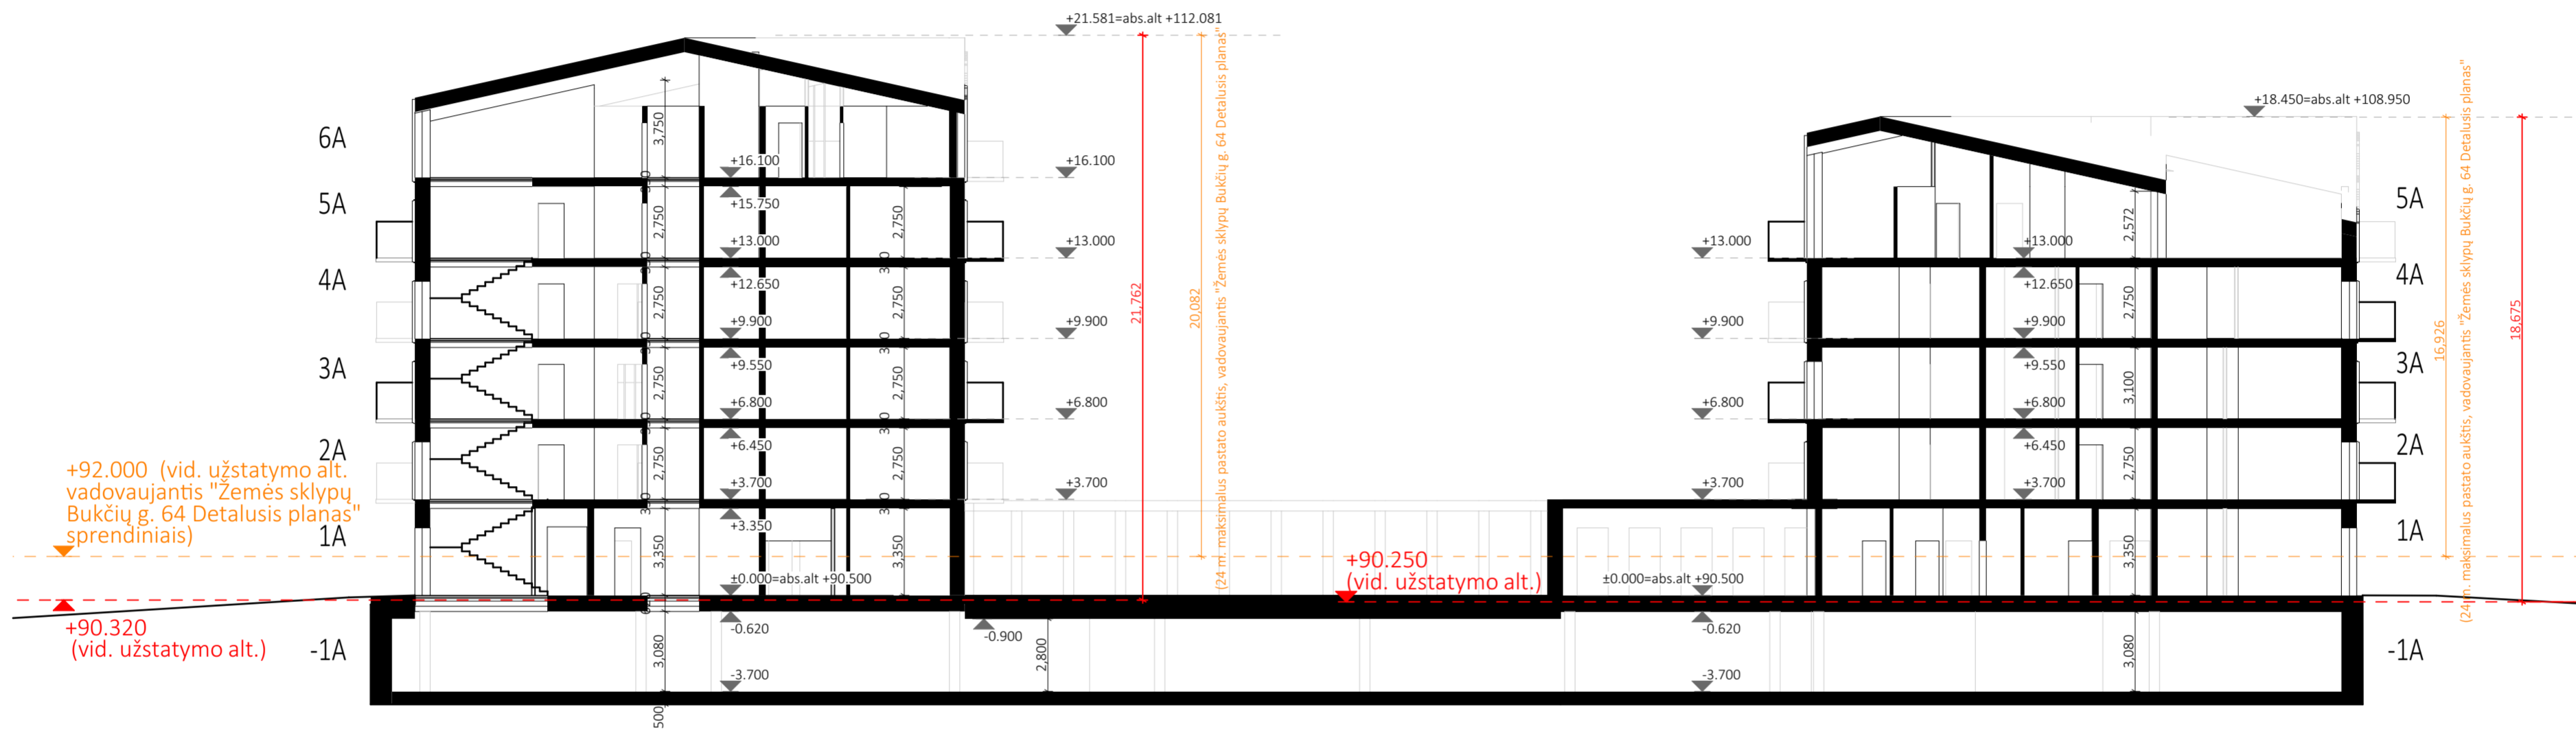 +21.581=abs.alt +112.081
+18.450=abs.alt +108.950
6A
5A
4A
3A
2A
1A
-1A
3,750
+16.100
+15.750
+13.000
+12.650
+9.900
+9.550
+6.800
+6.450
+3.700
+3.350
±0.000=abs.alt +90.500
-0.620
-3.700
2,750
2,750
2,750
2,750
3,350
3,080
500
2,750
2,750
2,750
2,750
3,350
+16.100
+13.000
+9.900
+6.800
+3.700
-0.900
2,800
21,762
20,082
(24 m. maksimalus pastato aukštis, vadovaujantis "Žemės sklypų Bukčių g. 64 Detalusis planas"
+92.000 (vid. užstatymo alt.
vadovaujantis "Žemės sklypų
Bukčių g. 64 Detalusis planas"
sprendiniais)
+90.320
(vid. užstatymo alt.)
+90.250
(vid. užstatymo alt.)
+13.000
+9.900
+6.800
+3.700
±0.000=abs.alt +90.500
-0.620
-3.700
+13.000
+12.650
+9.900
+9.550
+6.800
+6.450
+3.700
2,572
2,750
3,100
2,750
3,350
3,080
5A
4A
3A
2A
1A
-1A
16,926
(24 m. maksimalus pastato aukštis, vadovaujantis "Žemės sklypų Bukčių g. 64 Detalusis planas"
18,675